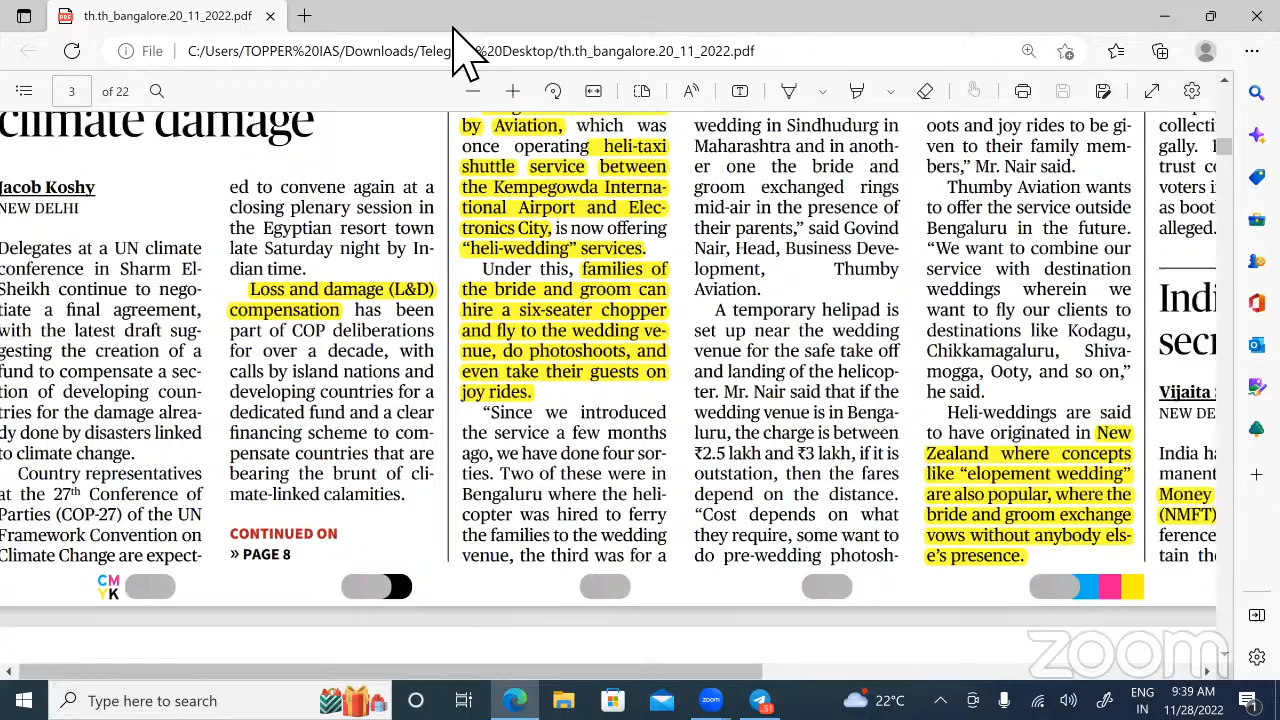 th.th_bangalore.20_11_2022.pdf
File
C:/Users/TOPPER%20IAS/Downloads/Teleg %20Desktop/th.th_bangalore.20_11_2022.pdf
3 of 22
climate damage
Jacob Koshy
NEW DELHI
Delegates at a UN climate
conference in Sharm El-
Sheikh continue to nego-
tiate a final agreement,
with the latest draft sug-
gesting the creation of a
fund to compensate a sec-
tion of developing coun-
tries for the damage alrea-
dy done by disasters linked
to climate change.
Country representatives
at the 27th Conference of
Parties (COP-27) of the UN
Framework Convention on
Climate Change are expect-
ed to convene again at a
closing plenary session in
the Egyptian resort town
late Saturday night by In-
dian time.
Loss and damage (L&D)
compensation has been
part of COP deliberations
for over a decade, with
calls by island nations and
developing countries for a
dedicated fund and a clear
financing scheme to com-
pensate countries that are
bearing the brunt of cli-
mate-linked calamities.
CONTINUED ON
» PAGE 8
by Aviation, which was
once operating heli-taxi
shuttle service between
the Kempegowda Interna-
tional Airport and Elec-
tronics City, is now offering
“heli-wedding” services.
Under this, families of
the bride and groom can
hire a six-seater chopper
and fly to the wedding ve-
nue, do photoshoots, and
even take their guests on
joy rides.
“Since we introduced
the service a few months
ago, we have done four sor-
ties. Two of these were in
Bengaluru where the heli-
copter was hired to ferry
the families to the wedding
venue, the third was for a
wedding in Sindhudurg in
Maharashtra and in anoth-
er one the bride and
groom exchanged rings
mid-air in the presence of
their parents,” said Govind
Nair, Head, Business Deve-
lopment, Thumby
Aviation.
A temporary helipad is
set up near the wedding
venue for the safe take off
and landing of the helicop-
ter. Mr. Nair said that if the
wedding venue is in Benga-
luru, the charge is between
₹2.5 lakh and ₹3 lakh, if it is
outstation, then the fares
depend on the distance.
“Cost depends on what
they require, some want to
do pre-wedding photosh-
oots and joy rides to be gi-
ven to their family mem-
bers,” Mr. Nair said.
Thumby Aviation wants
to offer the service outside
Bengaluru in the future.
“We want to combine our
service with destination
weddings wherein we
want to fly our clients to
destinations like Kodagu,
Chikkamagaluru, Shiva-
mogga, Ooty, and so on,”
he said.
Heli-weddings are said
to have originated in New
Zealand where concepts
like “elopement wedding”
are also popular, where the
bride and groom exchange
vows without anybody els-
e’s presence.
collecti
gally. I
trust co
voters i
as boot
alleged.
Indi
secr
Vijaita
NEW DE
India ha
manent
Money
(NMFT)
ference
tain the
CM
YK
zoom
Type here to search
zoom
51
22°C
ENG
IN
9:39 AM
11/28/2022
1